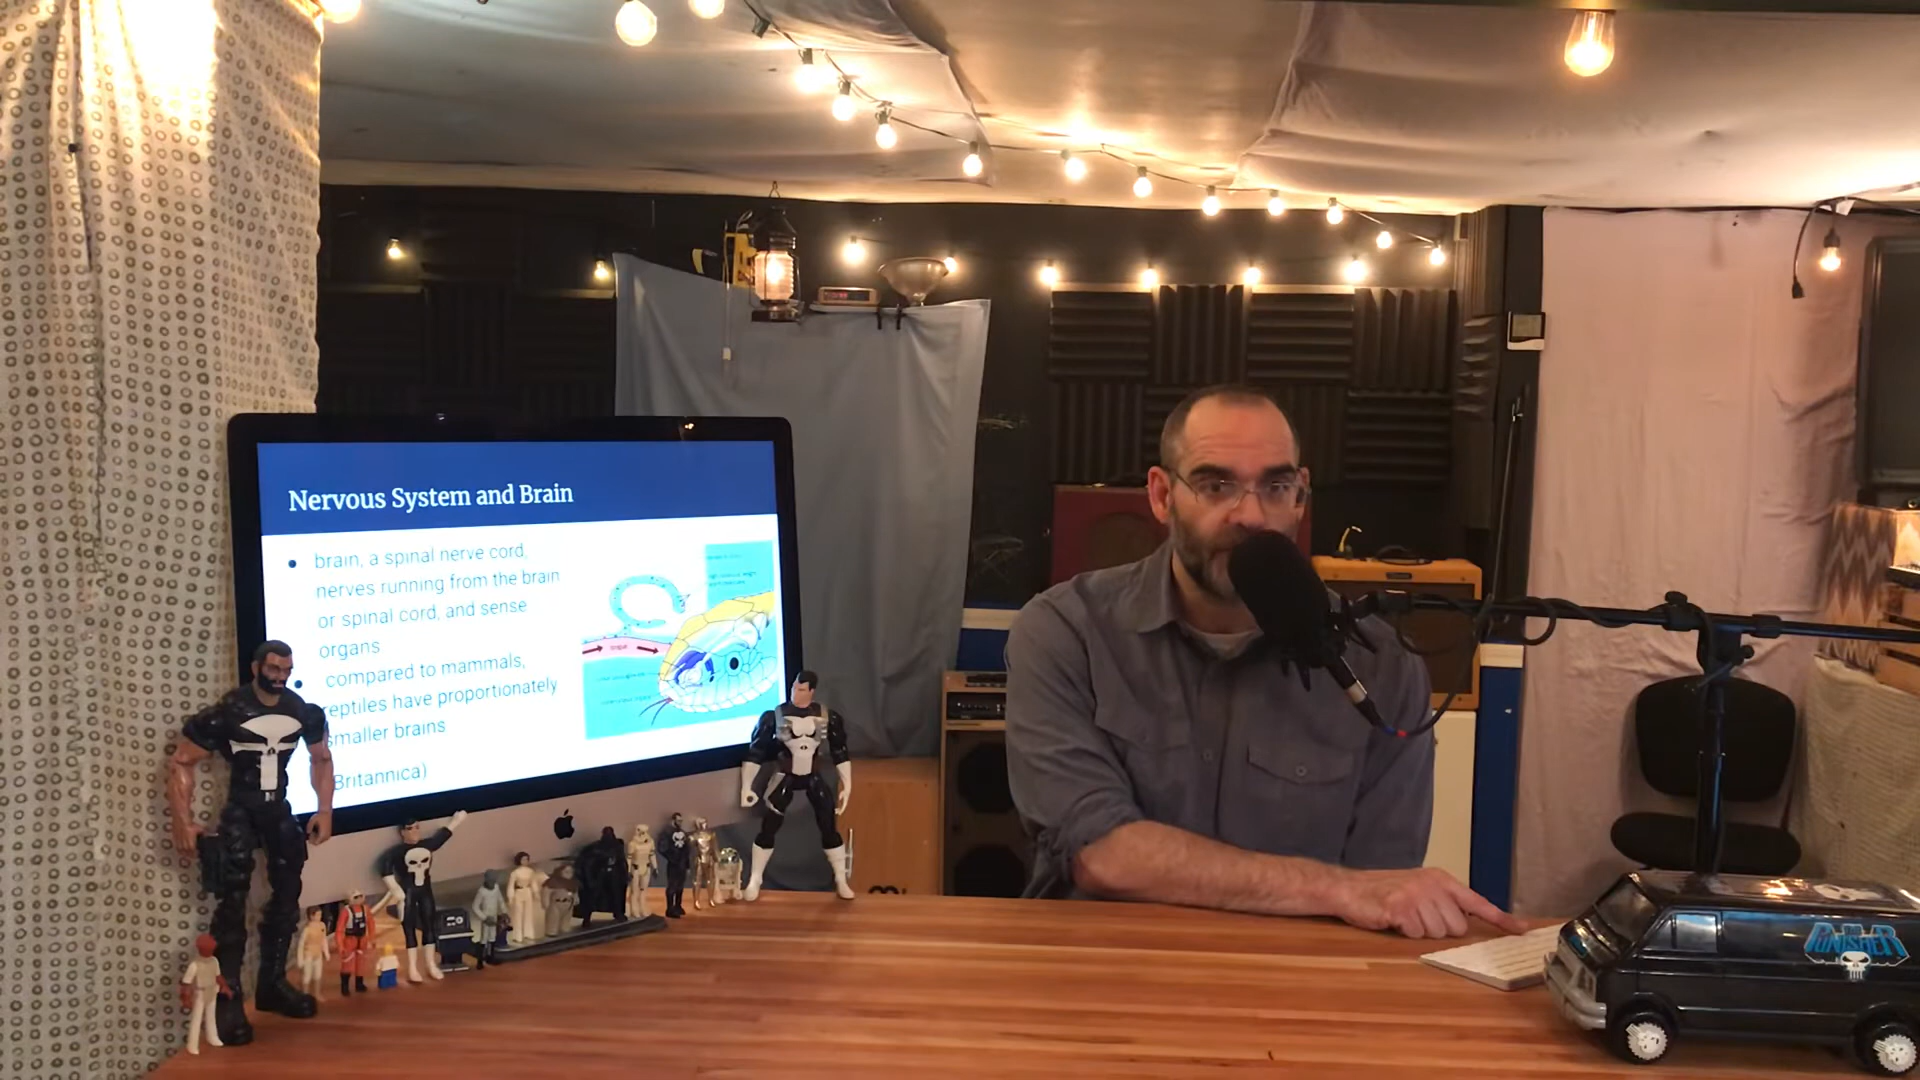 Nervous System and Brain
brain, a spinal nerve cord,
nerves running from the brain
or spinal cord, and sense
organs
compared to mammals,
reptiles have proportionately
smaller brains
Britannica)
THE
PUNISHER